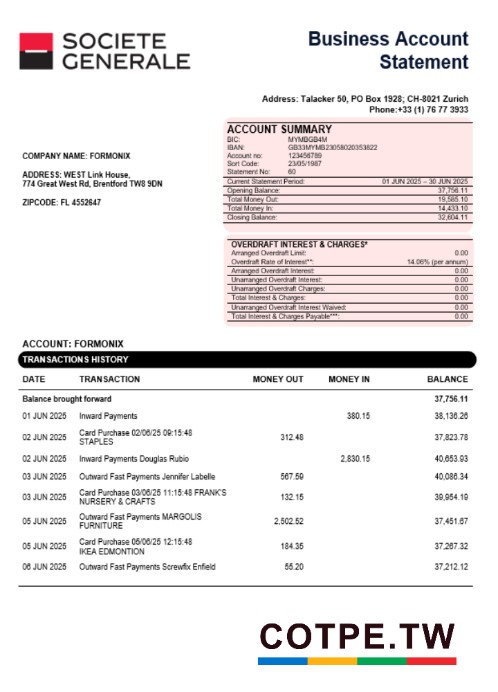 SOCIETE
GENERALE
Business Account
Statement
Address: Talacker 50, PO Box 1928; CH-8021 Zurich
Phone:+33 (1) 76 77 3933
COMPANY NAME: FORMONIX
ADDRESS: WEST Link House,
774 Great West Rd, Brentford TW8 9DN
ZIPCODE: FL 4552647
ACCOUNT SUMMARY
BIC: MYMBGB4M
IBAN: GB33MYMB23058020353622
Account no: 123456789
Sort Code: 23/05/1987
Statement No: 60
Current Statement Period: 01 JUN 2025 – 30 JUN 2025
Opening Balance: 37,756.11
Total Money Out: 19,585.10
Total Money In: 14,433.10
Closing Balance: 32,604.11
OVERDRAFT INTEREST & CHARGES*
Arranged Overdraft Limit: 0.00
Overdraft Rate of Interest**: 14.06% (per annum)
Arranged Overdraft Interest: 0.00
Unarranged Overdraft Interest: 0.00
Unarranged Overdraft Charges: 0.00
Total Interest & Charges: 0.00
Unarranged Overdraft Interest Waived: 0.00
Total Interest & Charges Payable***: 0.00
ACCOUNT: FORMONIX
TRANSACTIONS HISTORY
DATE TRANSACTION MONEY OUT MONEY IN BALANCE
Balance brought forward 37,756.11
01 JUN 2025 Inward Payments 380.15 38,136.26
02 JUN 2025 Card Purchase 02/06/25 09:15:48 312.48 37,823.78
STAPLES
02 JUN 2025 Inward Payments Douglas Rubio 2,830.15 40,653.93
03 JUN 2025 Outward Fast Payments Jennifer Labelle 567.59 40,086.34
03 JUN 2025 Card Purchase 03/06/25 11:15:48 FRANK'S 132.15 39,954.19
NURSERY & CRAFTS
05 JUN 2025 Outward Fast Payments MARGOLIS 2,502.52 37,451.67
FURNITURE
05 JUN 2025 Card Purchase 05/06/25 12:15:48 184.35 37,267.32
IKEA EDMONTION
06 JUN 2025 Outward Fast Payments Screwfix Enfield 55.20 37,212.12
COTPE.TW